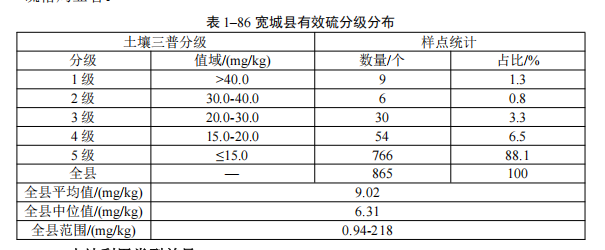 表 1–86 宽城县有效硫分级分布
土壤三普分级 样点统计
分级 值域/(mg/kg) 数量/个 占比/%
1 级 >40.0 9 1.3
2 级 30.0-40.0 6 0.8
3 级 20.0-30.0 30 3.3
4 级 15.0-20.0 54 6.5
5 级 ≤15.0 766 88.1
全县 — 865 100
全县平均值/(mg/kg) 9.02
全县中位值/(mg/kg) 6.31
全县范围/(mg/kg) 0.94-218